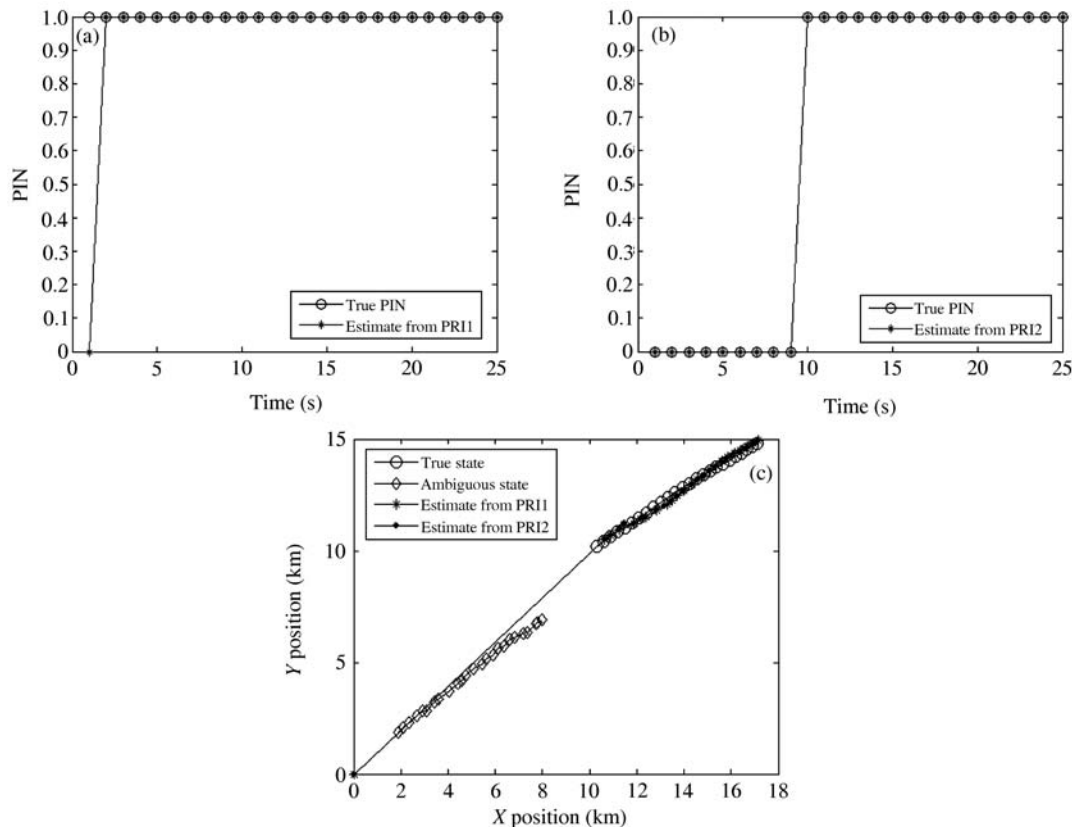 (a)
1.0
0.9
0.8
0.7
0.6
0.5
0.4
0.3
0.2
0.1
0
PIN
True PIN
Estimate from PRI1
0 5 10 15 20 25
Time (s)
(b)
1.0
0.9
0.8
0.7
0.6
0.5
0.4
0.3
0.2
0.1
0
PIN
True PIN
Estimate from PRI2
0 5 10 15 20 25
Time (s)
(c)
15
10
5
0
Y position (km)
True state
Ambiguous state
Estimate from PRI1
Estimate from PRI2
0 2 4 6 8 10 12 14 16 18
X position (km)